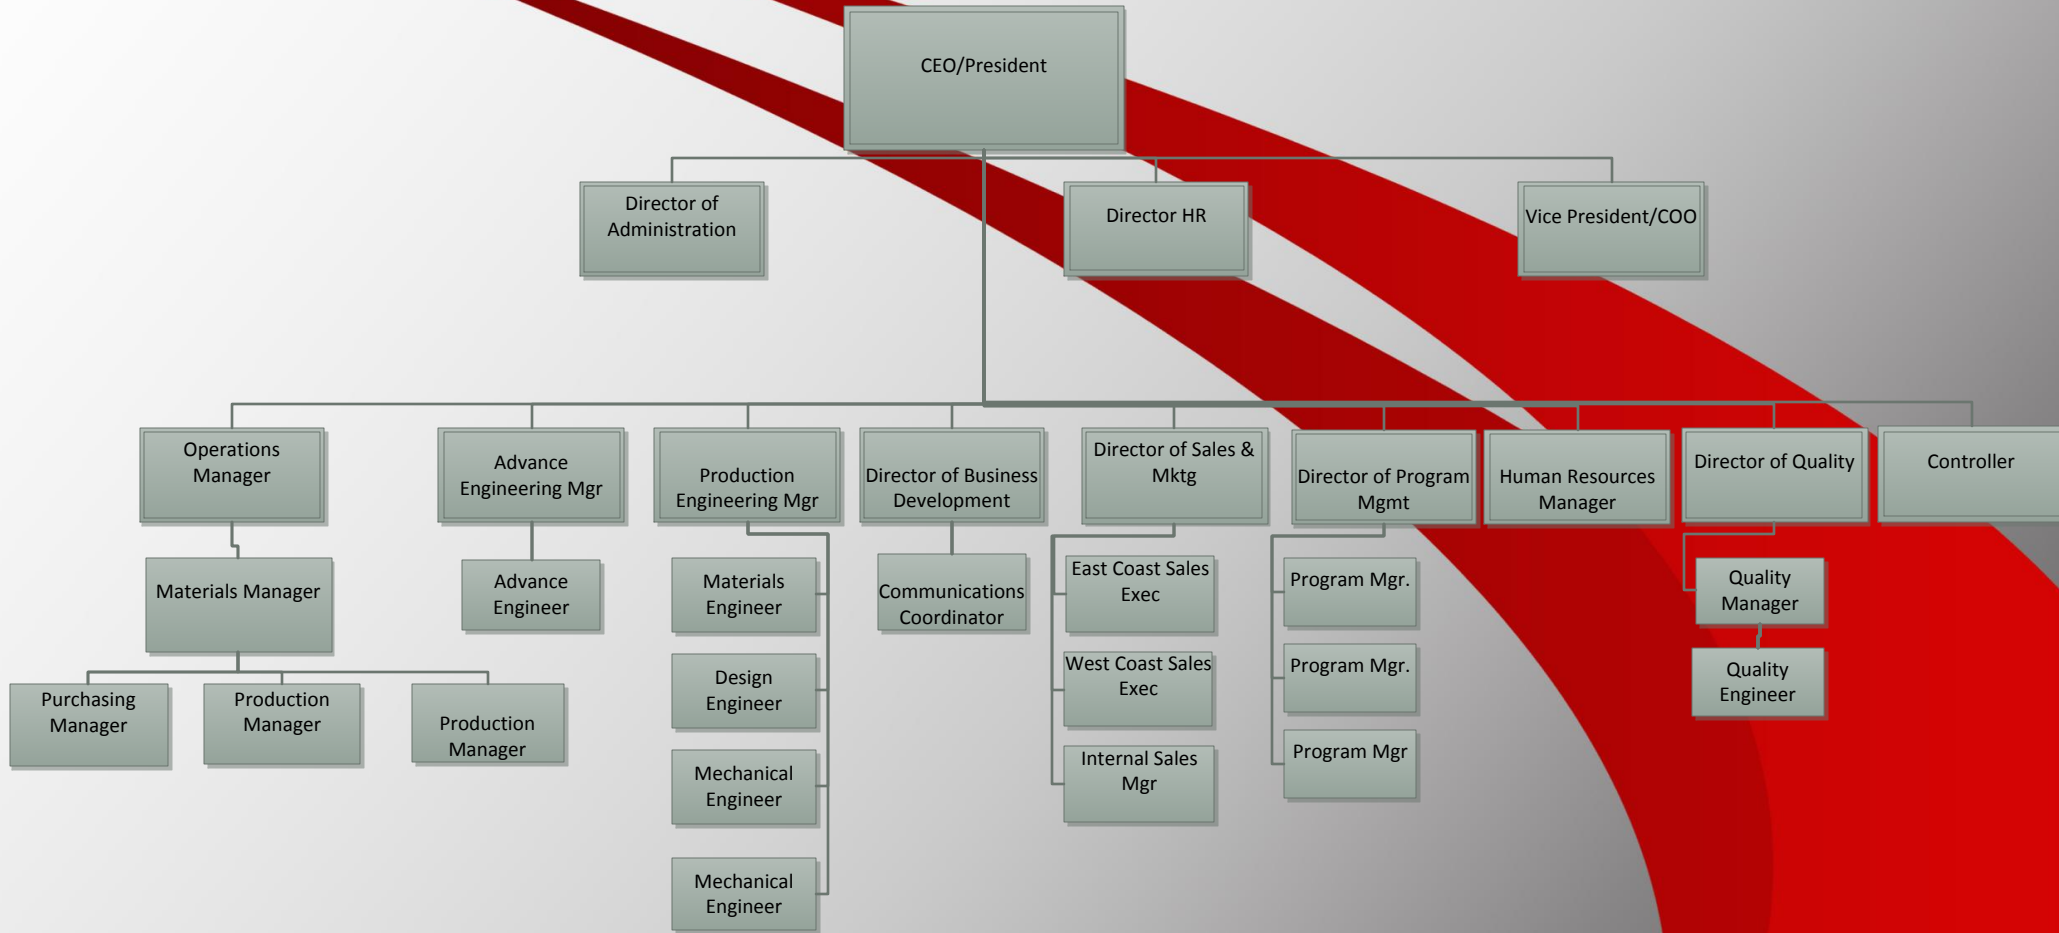 CEO/President
Director of
Administration
Director HR
Vice President/COO
Operations
Manager
Advance
Engineering Mgr
Production
Engineering Mgr
Director of Business
Development
Director of Sales &
Mktg
Director of Program
Mgmt
Human Resources
Manager
Director of Quality
Controller
Materials Manager
Advance
Engineer
Materials
Engineer
Communications
Coordinator
East Coast Sales
Exec
Program Mgr.
Quality
Manager
Purchasing
Manager
Production
Manager
Production
Manager
Design
Engineer
West Coast Sales
Exec
Program Mgr.
Quality
Engineer
Mechanical
Engineer
Internal Sales
Mgr
Program Mgr
Mechanical
Engineer